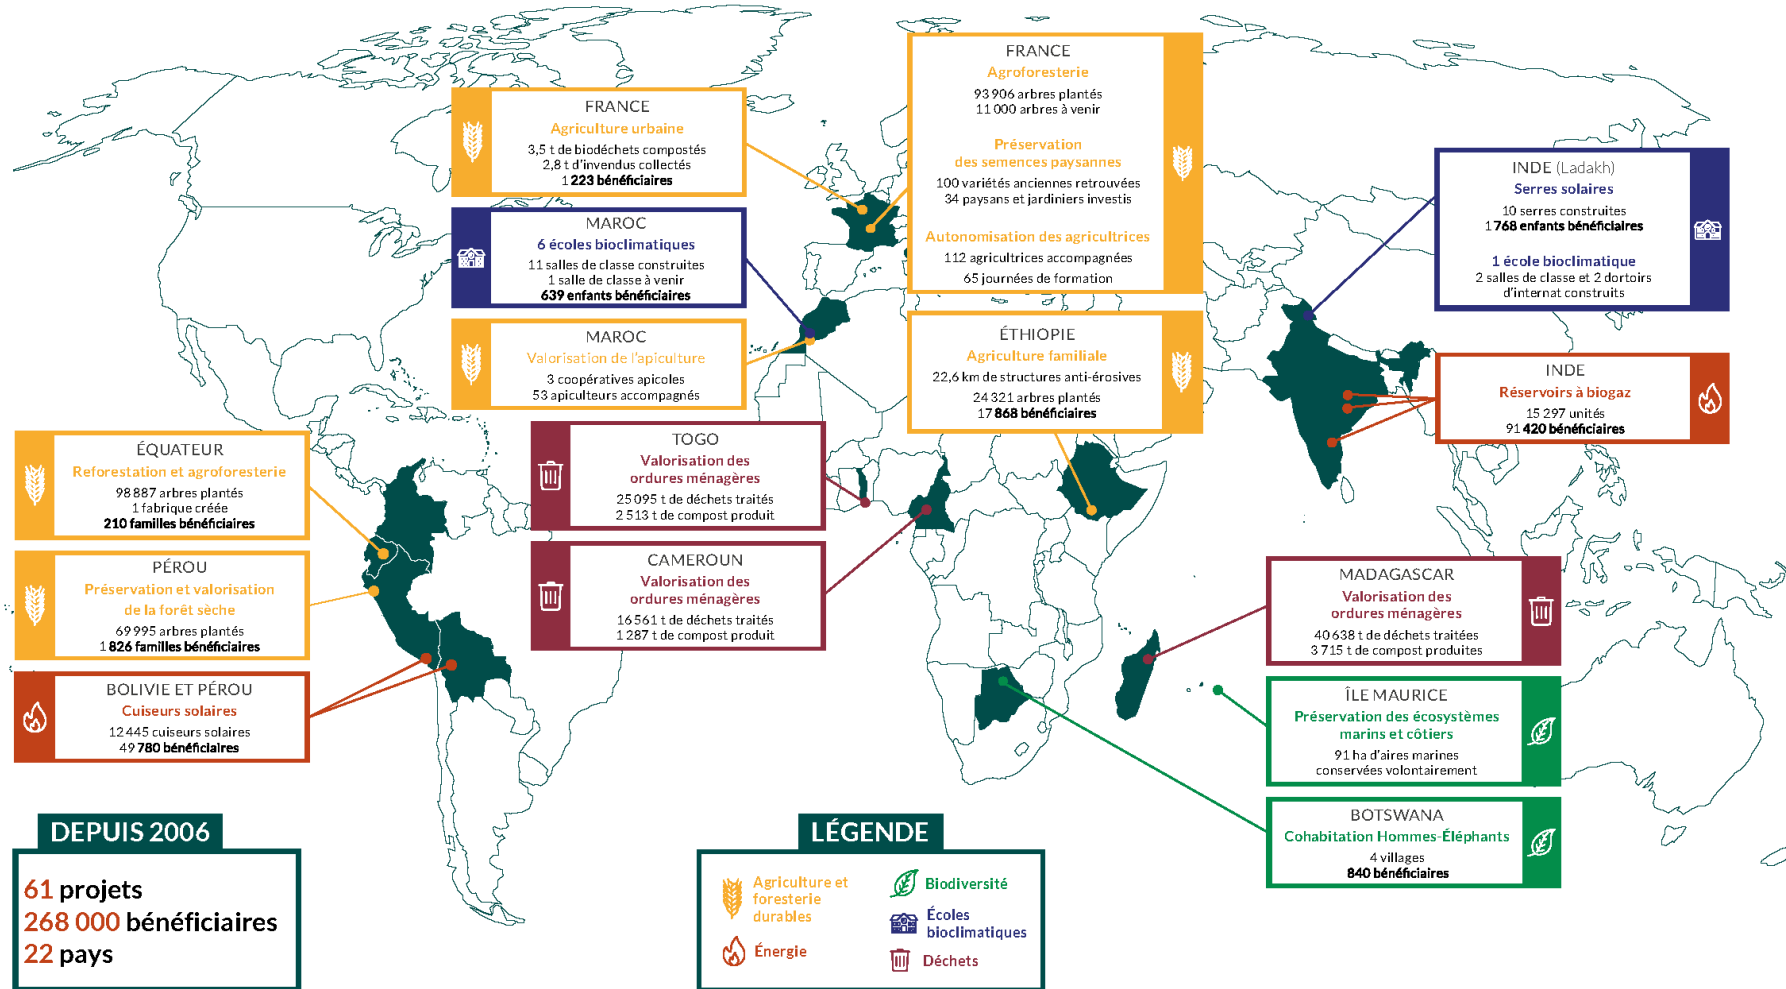 FRANCE
Agriculture urbaine
3,5 t de biodéchets compostés
2,8 t d'invendus collectés
1 223 bénéficiaires
MAROC
6 écoles bioclimatiques
11 salles de classe construites
1 salle de classe à venir
639 enfants bénéficiaires
MAROC
Valorisation de l'apiculture
3 coopératives apicoles
53 apiculteurs accompagnés
FRANCE
Agroforesterie
93 906 arbres plantés
11 000 arbres à venir
Préservation
des semences paysannes
100 variétés anciennes retrouvées
34 paysans et jardiniers investis
Autonomisation des agricultrices
112 agricultrices accompagnées
65 journées de formation
ÉTHIOPIE
Agriculture familiale
22,6 km de structures anti-érosives
24 321 arbres plantés
17 868 bénéficiaires
INDE (Ladakh)
Serres solaires
10 serres construites
1 768 enfants bénéficiaires
1 école bioclimatique
2 salles de classe et 2 dortoirs
d'internat construits
INDE
Réservoirs à biogaz
15 297 unités
91 420 bénéficiaires
ÉQUATEUR
Reforestation et agroforesterie
98 887 arbres plantés
1 fabrique créée
210 familles bénéficiaires
PÉROU
Préservation et valorisation
de la forêt sèche
69 995 arbres plantés
1 826 familles bénéficiaires
BOLIVIE ET PÉROU
Cuiseurs solaires
12 445 cuiseurs solaires
49 780 bénéficiaires
TOGO
Valorisation des
ordures ménagères
25 095 t de déchets traités
2 513 t de compost produit
CAMEROUN
Valorisation des
ordures ménagères
16 561 t de déchets traités
1 287 t de compost produit
MADAGASCAR
Valorisation des
ordures ménagères
40 638 t de déchets traitées
3 715 t de compost produites
ÎLE MAURICE
Préservation des écosystèmes
marins et côtiers
91 ha d'aires marines
conservées volontairement
BOTSWANA
Cohabitation Hommes-Éléphants
4 villages
840 bénéficiaires
DEPUIS 2006
61 projets
268 000 bénéficiaires
22 pays
LÉGENDE
Agriculture et
foresterie
durables
Énergie
Biodiversité
Écoles
bioclimatiques
Déchets